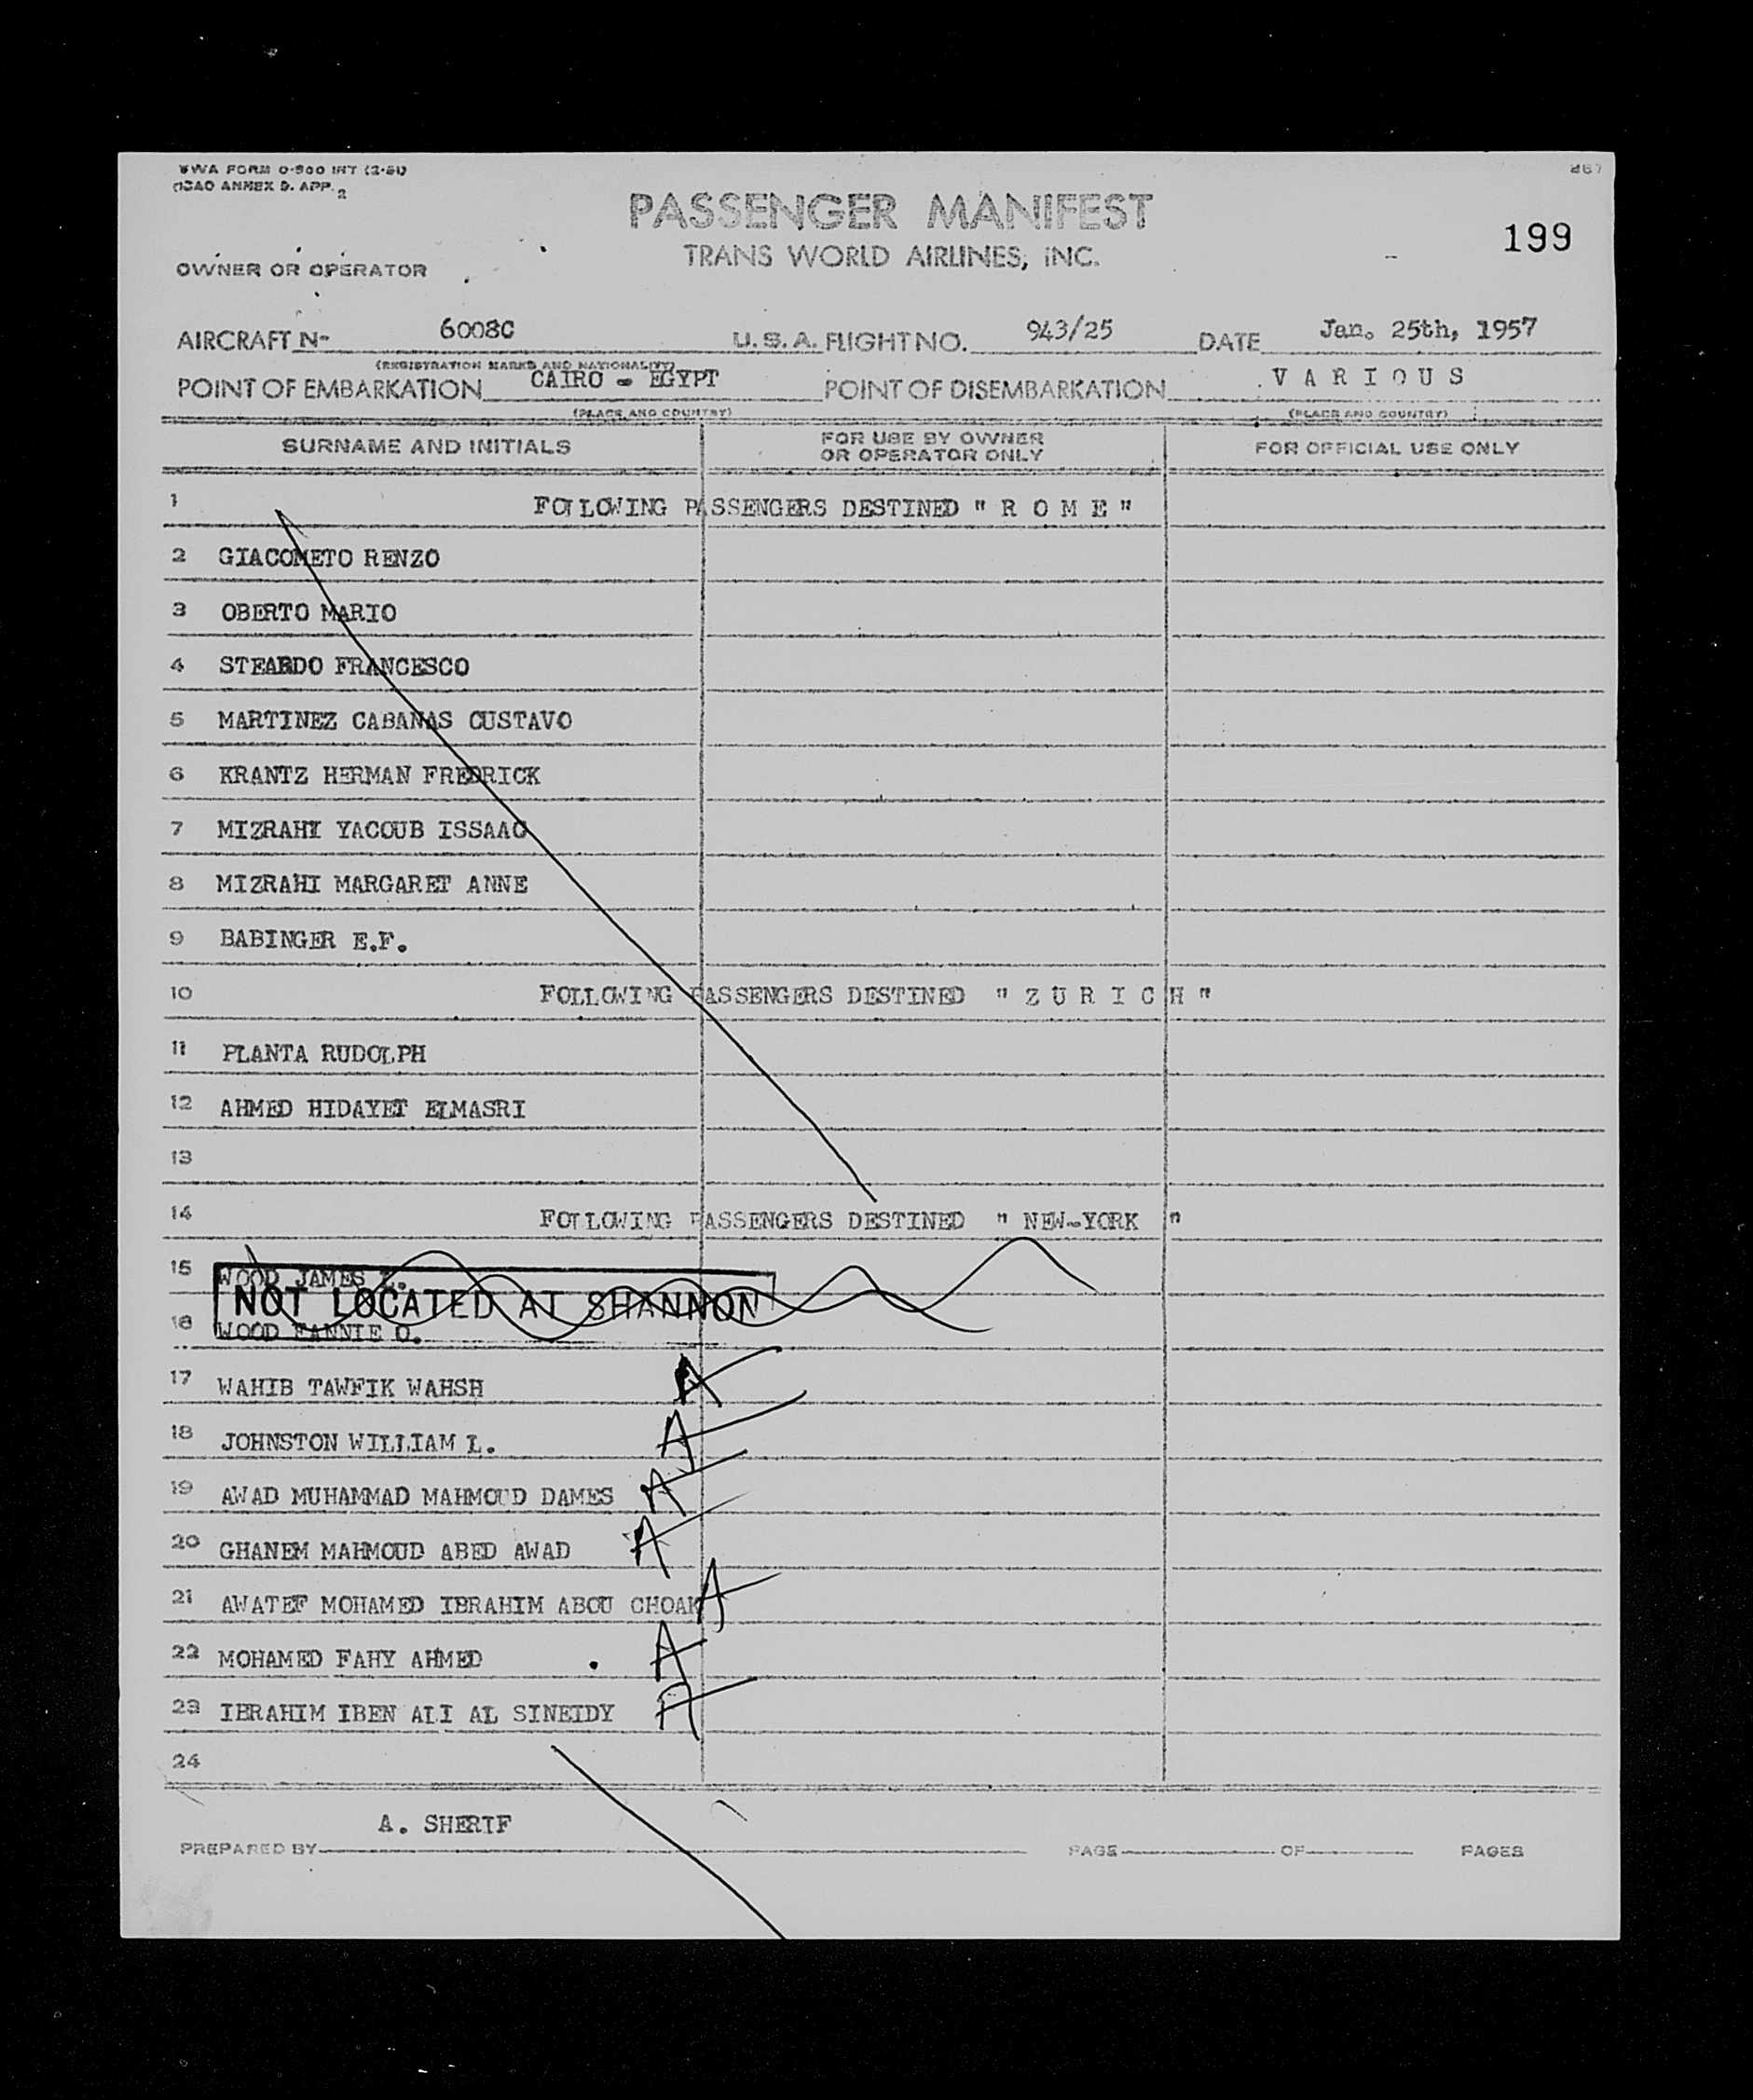 TWA FORM O-900 INT (2-51)
(ICAO ANNEX 9. APP. 2
PASSENGER MANIFEST
199
TRANS WORLD AIRLINES, INC.
OWNER OR OPERATOR
AIRCRAFT No 6008C U.S.A. FLIGHT NO. 943/25 DATE Jan. 25th, 1957
(REGISTRATION MARKS AND NATIONALITY)
POINT OF EMBARKATION CAIRO - EGYPT POINT OF DISEMBARKATION V A R I O U S
(PLACE AND COUNTRY) (PLACE AND COUNTRY)
SURNAME AND INITIALS FOR USE BY OWNER OR OPERATOR ONLY FOR OFFICIAL USE ONLY
1 FOLLOWING PASSENGERS DESTINED " R O M E "
2 GIACOMETO RENZO
3 OBERTO MARIO
4 STEARDO FRANCESCO
5 MARTINEZ CABANAS CUSTAVO
6 KRANTZ HERMAN FREDRICK
7 MIZRAHI YACOUB ISSAAC
8 MIZRAHI MARGARET ANNE
9 BABINGER E.F.
10 FOLLOWING PASSENGERS DESTINED " Z U R I C H "
11 PLANTA RUDOLPH
12 AHMED HIDAYET ELMASRI
13
14 FOLLOWING PASSENGERS DESTINED " NEW-YORK "
15 WOOD JAMES L.
NOT LOCATED AT SHANNON
16 WOOD FANNIE O.
17 WAHIB TAWFIK WAHSH A
18 JOHNSTON WILLIAM L. A
19 AWAD MUHAMMAD MAHMOUD DAMES A
20 GHANEM MAHMOUD ABED AWAD A
21 AWATEF MOHAMED IBRAHIM ABOU CHOAK A
22 MOHAMED FAHY AHMED . A
23 IBRAHIM IBEN ALI AL SINEIDY A
24
A. SHERIF
PREPARED BY PAGE OF PAGES